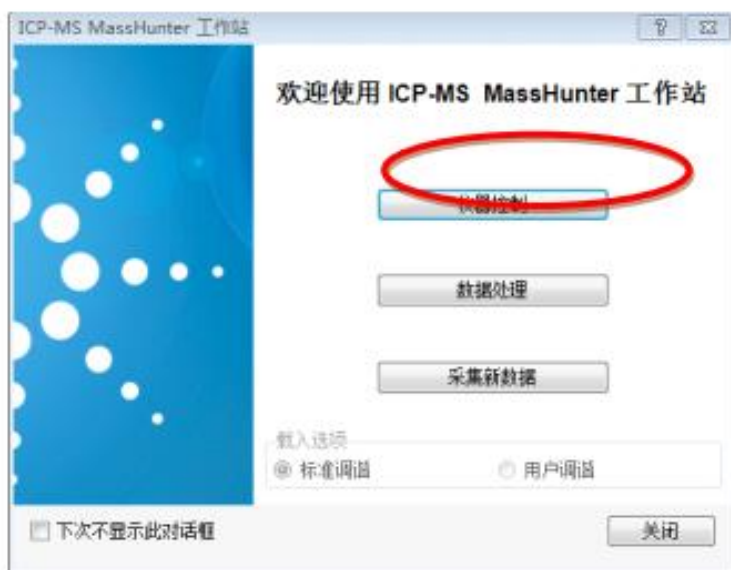 ICP-MS MassHunter 工作站
欢迎使用 ICP-MS MassHunter 工作站
仪器控制
数据处理
采集新数据
载入选项
标准调谐
用户调谐
下次不显示此对话框
关闭